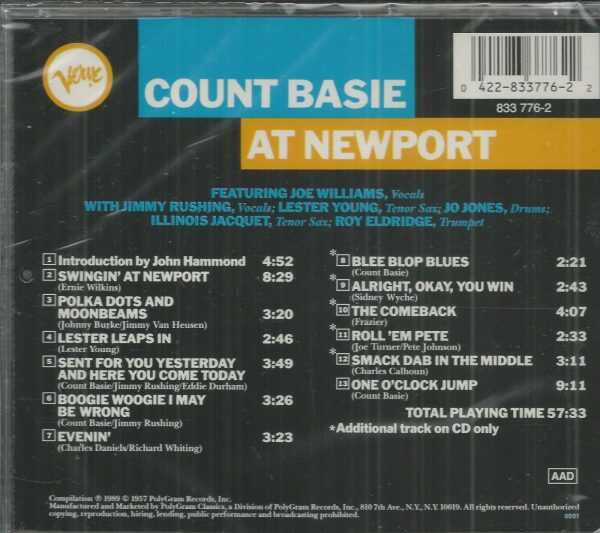 Verve
COUNT BASIE
AT NEWPORT
0 422-833776-2 2
833 776-2
FEATURING JOE WILLIAMS, Vocals
WITH JIMMY RUSHING, Vocals; LESTER YOUNG, Tenor Sax; JO JONES, Drums;
ILLINOIS JACQUET, Tenor Sax; ROY ELDRIDGE, Trumpet
1 Introduction by John Hammond 4:52
2 SWINGIN' AT NEWPORT 8:29
(Ernie Wilkins)
3 POLKA DOTS AND
MOONBEAMS 3:20
(Johnny Burke/Jimmy Van Heusen)
4 LESTER LEAPS IN 2:46
(Lester Young)
5 SENT FOR YOU YESTERDAY 3:49
AND HERE YOU COME TODAY
(Count Basie/Jimmy Rushing/Eddie Durham)
6 BOOGIE WOOGIE I MAY
BE WRONG 3:26
(Count Basie/Jimmy Rushing)
7 EVENIN' 3:23
(Charles Daniels/Richard Whiting)
*8 BLEE BLOP BLUES 2:21
(Count Basie)
*9 ALRIGHT, OKAY, YOU WIN 2:43
(Sidney Wyche)
*10 THE COMEBACK 4:07
(Frazier)
*11 ROLL 'EM PETE 2:33
(Joe Turner/Pete Johnson)
*12 SMACK DAB IN THE MIDDLE 3:11
(Charles Calhoun)
13 ONE O'CLOCK JUMP 9:11
(Count Basie)
TOTAL PLAYING TIME 57:33
*Additional track on CD only
AAD
Compilation ℗ 1989 © 1957 PolyGram Records, Inc.
Manufactured and Marketed by PolyGram Classics, a Division of PolyGram Records, Inc., 810 7th Ave., N.Y., N.Y. 10019. All rights reserved. Unauthorized
copying, reproduction, hiring, lending, public performance and broadcasting prohibited.